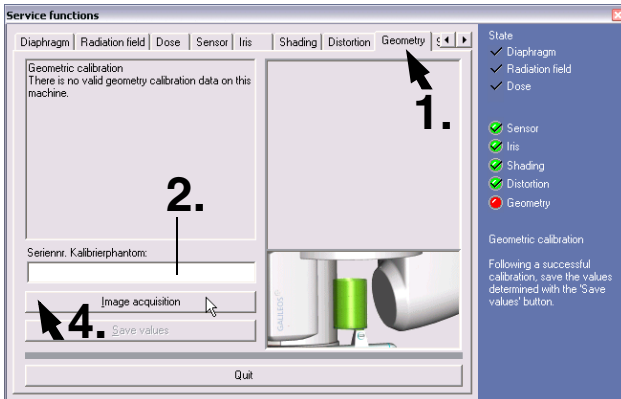 Service functions
Diaphragm Radiation field Dose Sensor Iris Shading Distortion Geometry
Geometric calibration
There is no valid geometry calibration data on this
machine.
1.
2.
Seriennr. Kalibrierphantom:
Image acquisition
4.
Save values
GALILEOS
Quit
State
Diaphragm
Radiation field
Dose
Sensor
Iris
Shading
Distortion
Geometry
Geometric calibration
Following a successful
calibration, save the values
determined with the 'Save
values' button.